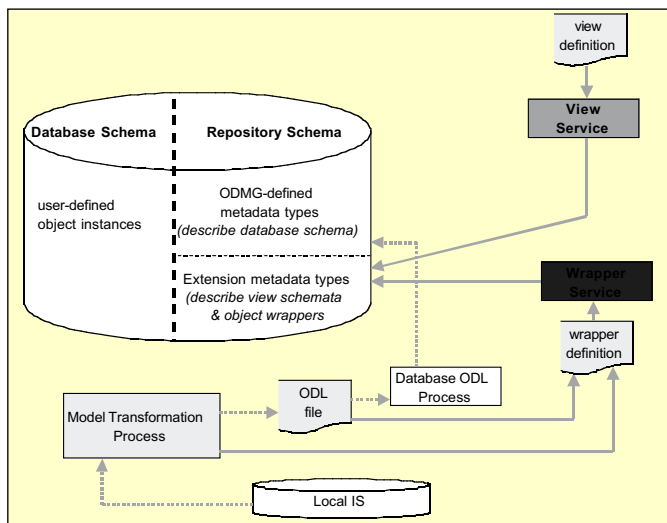 view
definition
View
Service
Database Schema
Repository Schema
user-defined
object instances
ODMG-defined
metadata types
(describe database schema)
Extension metadata types
(describe view schemata
& object wrappers
Wrapper
Service
wrapper
definition
Database ODL
Process
ODL
file
Model Transformation
Process
Local IS